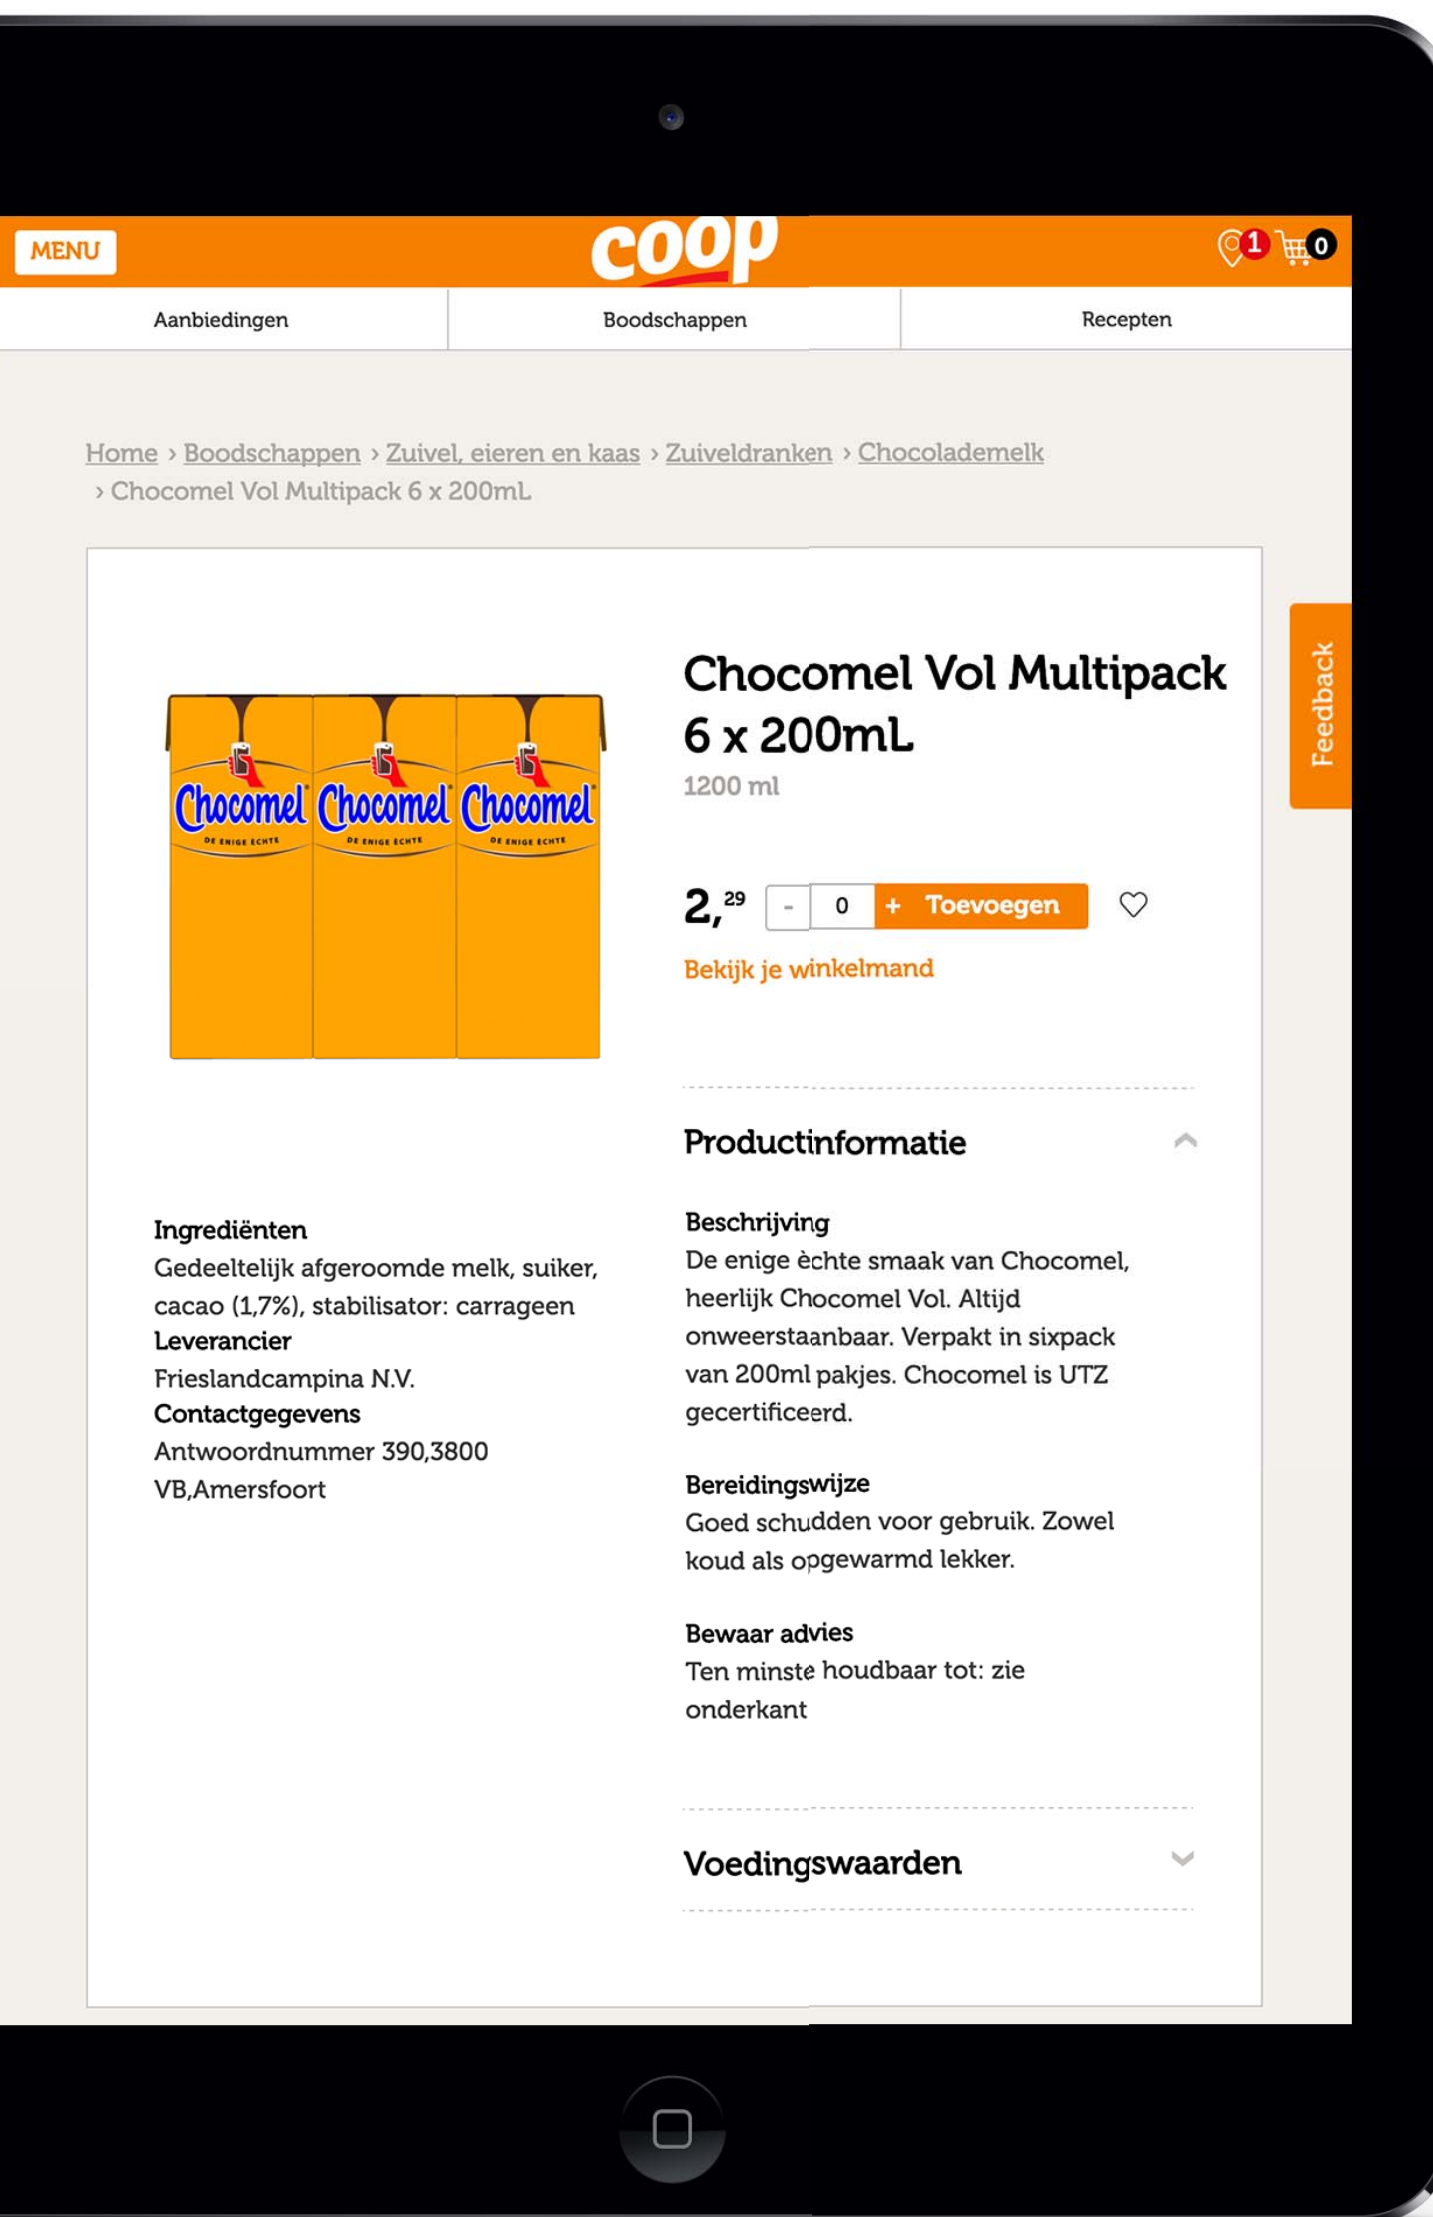 MENU
coop
1
0
Aanbiedingen
Boodschappen
Recepten
Home › Boodschappen › Zuivel, eieren en kaas › Zuiveldranken › Chocolademelk
› Chocomel Vol Multipack 6 x 200mL
Feedback
Chocomel Chocomel Chocomel
DE ENIGE ECHTE DE ENIGE ECHTE DE ENIGE ECHTE
Chocomel Vol Multipack
6 x 200mL
1200 ml
2,29 - 0 + Toevoegen
Bekijk je winkelmand
Productinformatie
Ingrediënten
Gedeeltelijk afgeroomde melk, suiker,
cacao (1,7%), stabilisator: carrageen
Leverancier
Frieslandcampina N.V.
Contactgegevens
Antwoordnummer 390,3800
VB,Amersfoort
Beschrijving
De enige èchte smaak van Chocomel,
heerlijk Chocomel Vol. Altijd
onweerstaanbaar. Verpakt in sixpack
van 200ml pakjes. Chocomel is UTZ
gecertificeerd.
Bereidingswijze
Goed schudden voor gebruik. Zowel
koud als opgewarmd lekker.
Bewaar advies
Ten minste houdbaar tot: zie
onderkant
Voedingswaarden